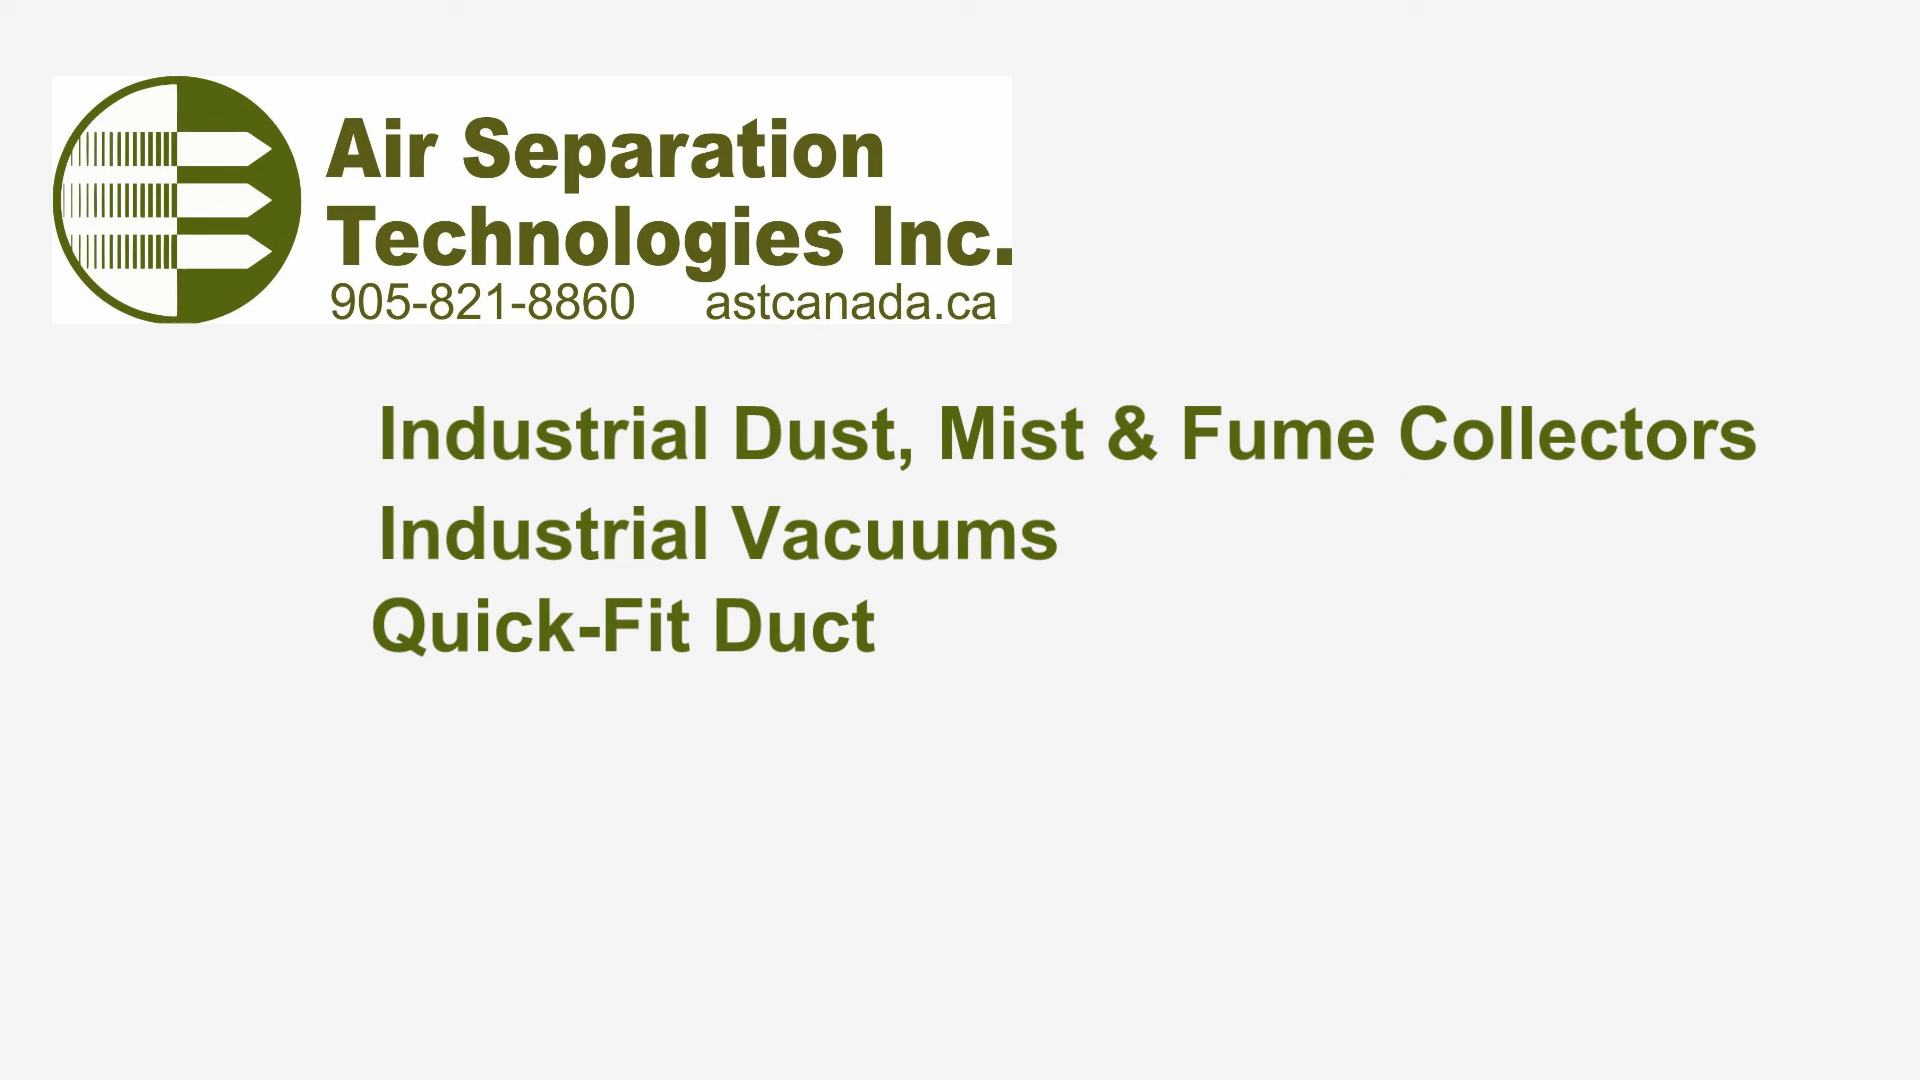 Air Separation
Technologies Inc.
905-821-8860 astcanada.ca
Industrial Dust, Mist & Fume Collectors
Industrial Vacuums
Quick-Fit Duct